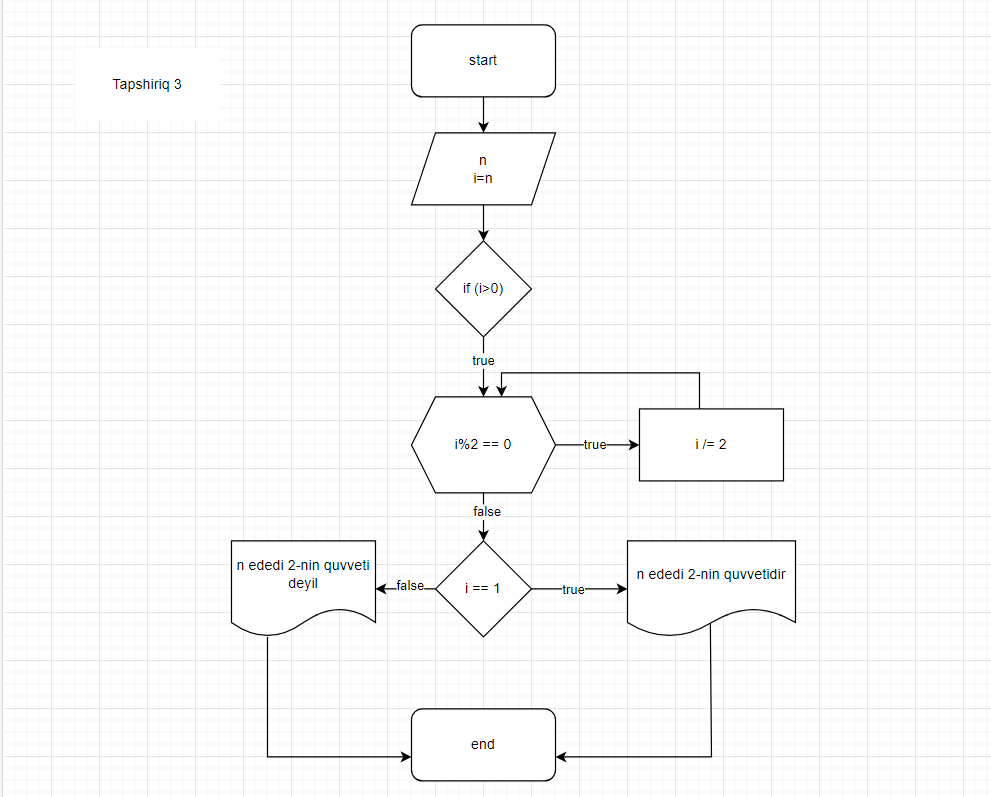 start
Tapshiriq 3
n
i=n
if (i>0)
true
i%2 == 0
true
i /= 2
false
n ededi 2-nin quvveti
deyil
false
i == 1
true
n ededi 2-nin quvvetidir
end